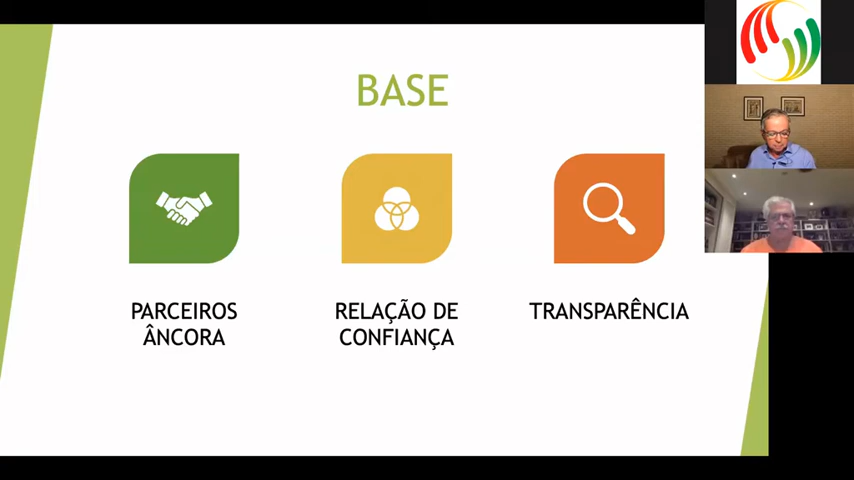 BASE
PARCEIROS
ÂNCORA
RELAÇÃO DE
CONFIANÇA
TRANSPARÊNCIA